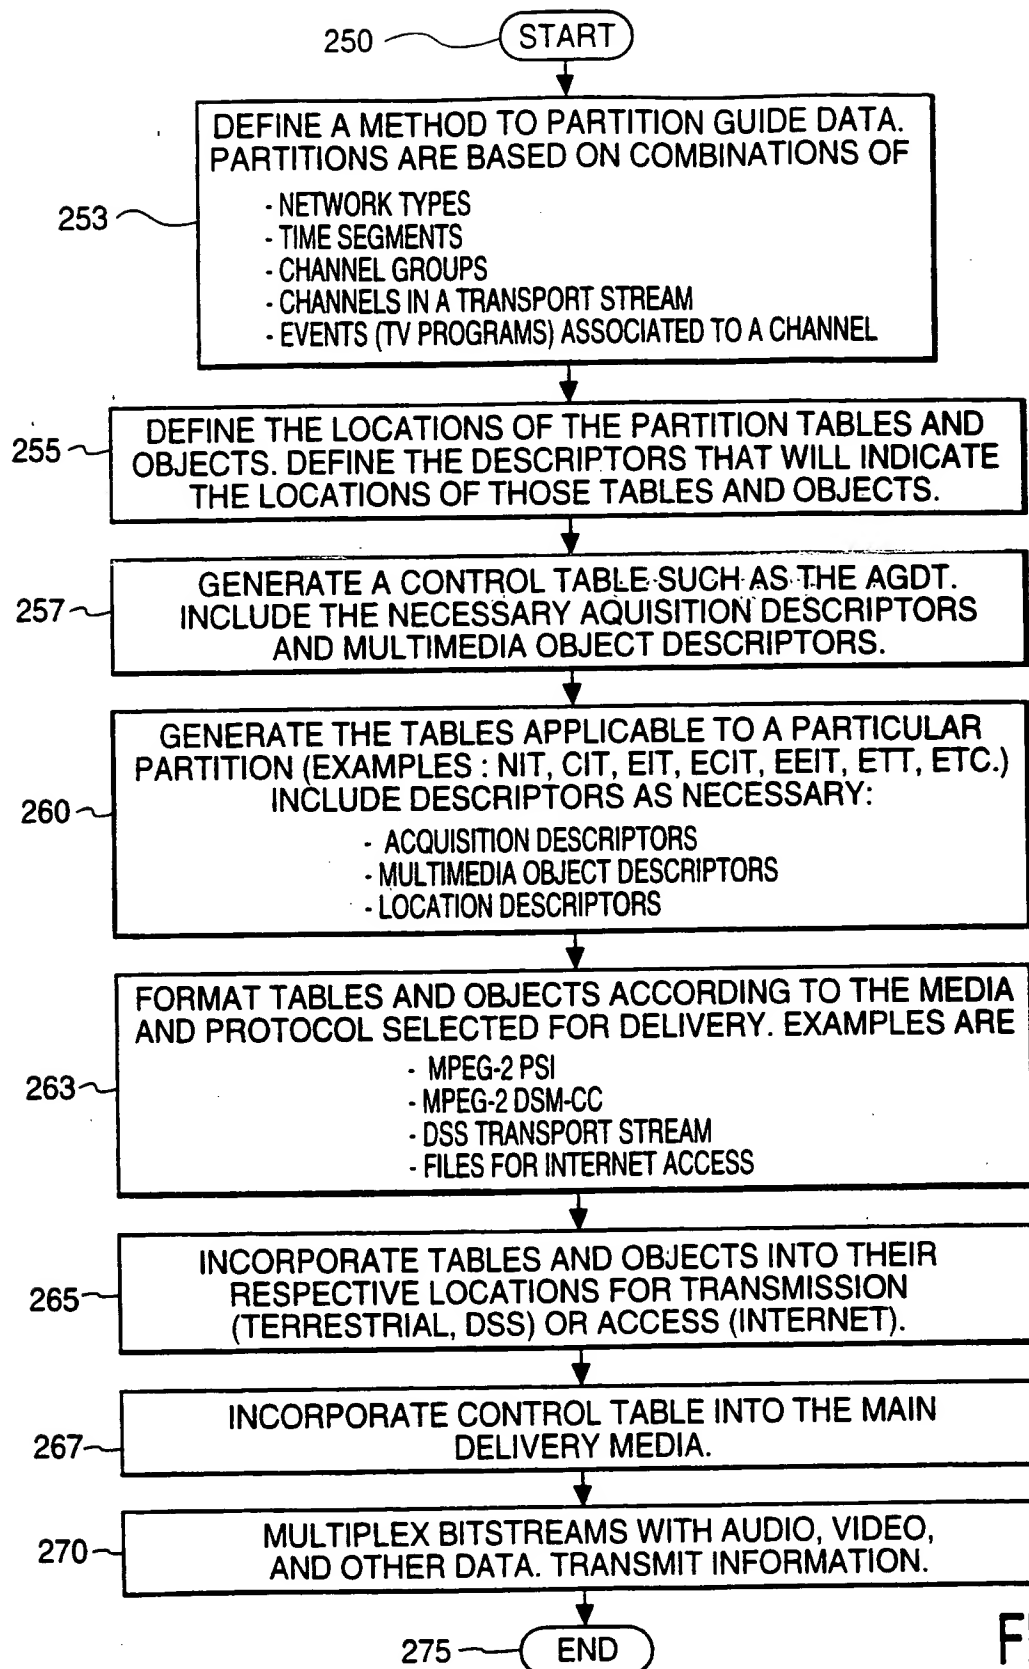 250
START
DEFINE A METHOD TO PARTITION GUIDE DATA.
PARTITIONS ARE BASED ON COMBINATIONS OF
- NETWORK TYPES
- TIME SEGMENTS
- CHANNEL GROUPS
- CHANNELS IN A TRANSPORT STREAM
- EVENTS (TV PROGRAMS) ASSOCIATED TO A CHANNEL
253
DEFINE THE LOCATIONS OF THE PARTITION TABLES AND
OBJECTS. DEFINE THE DESCRIPTORS THAT WILL INDICATE
THE LOCATIONS OF THOSE TABLES AND OBJECTS.
255
GENERATE A CONTROL TABLE SUCH AS THE AGDT.
INCLUDE THE NECESSARY AQUISITION DESCRIPTORS
AND MULTIMEDIA OBJECT DESCRIPTORS.
257
GENERATE THE TABLES APPLICABLE TO A PARTICULAR
PARTITION (EXAMPLES : NIT, CIT, EIT, ECIT, EEIT, ETT, ETC.)
INCLUDE DESCRIPTORS AS NECESSARY:
- ACQUISITION DESCRIPTORS
- MULTIMEDIA OBJECT DESCRIPTORS
- LOCATION DESCRIPTORS
260
FORMAT TABLES AND OBJECTS ACCORDING TO THE MEDIA
AND PROTOCOL SELECTED FOR DELIVERY. EXAMPLES ARE
- MPEG-2 PSI
- MPEG-2 DSM-CC
- DSS TRANSPORT STREAM
- FILES FOR INTERNET ACCESS
263
INCORPORATE TABLES AND OBJECTS INTO THEIR
RESPECTIVE LOCATIONS FOR TRANSMISSION
(TERRESTRIAL, DSS) OR ACCESS (INTERNET).
265
INCORPORATE CONTROL TABLE INTO THE MAIN
DELIVERY MEDIA.
267
MULTIPLEX BITSTREAMS WITH AUDIO, VIDEO,
AND OTHER DATA. TRANSMIT INFORMATION.
270
275
END